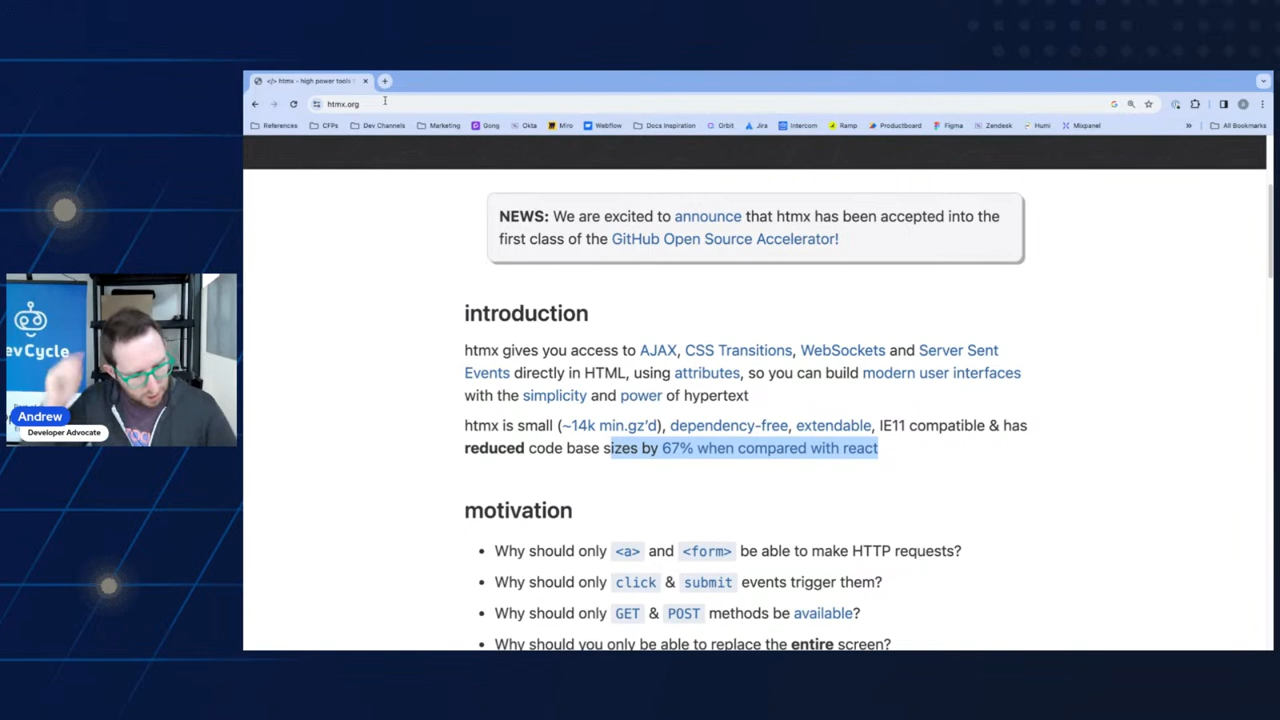 </> htmx - high power tools
htmx.org
References CFPs Dev Channels Marketing Gong Okta Miro Webflow Docs Inspiration Orbit Jira Intercom Ramp Productboard Figma Zendesk Humi Mixpanel » All Bookmarks
NEWS: We are excited to announce that htmx has been accepted into the
first class of the GitHub Open Source Accelerator!
introduction
htmx gives you access to AJAX, CSS Transitions, WebSockets and Server Sent
Events directly in HTML, using attributes, so you can build modern user interfaces
with the simplicity and power of hypertext
htmx is small (~14k min.gz’d), dependency-free, extendable, IE11 compatible & has
reduced code base sizes by 67% when compared with react
motivation
• Why should only <a> and <form> be able to make HTTP requests?
• Why should only click & submit events trigger them?
• Why should only GET & POST methods be available?
• Why should you only be able to replace the entire screen?
evCycle
Andrew
Developer Advocate